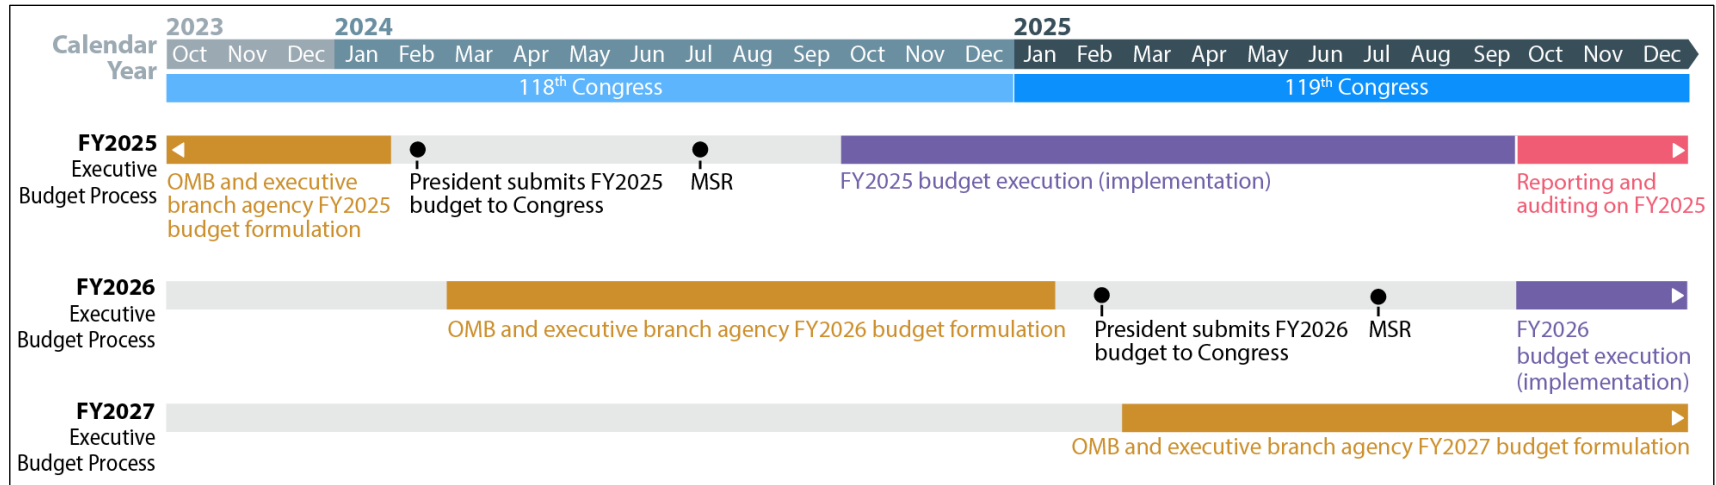 2023 2024 2025
Calendar
Year
Oct Nov Dec Jan Feb Mar Apr May Jun Jul Aug Sep Oct Nov Dec Jan Feb Mar Apr May Jun Jul Aug Sep Oct Nov Dec
118th Congress 119th Congress
FY2025
Executive
Budget Process
OMB and executive
branch agency FY2025
budget formulation
President submits FY2025
budget to Congress
MSR
FY2025 budget execution (implementation)
Reporting and
auditing on FY2025
FY2026
Executive
Budget Process
OMB and executive branch agency FY2026 budget formulation
President submits FY2026
budget to Congress
MSR
FY2026
budget execution
(implementation)
FY2027
Executive
Budget Process
OMB and executive branch agency FY2027 budget formulation